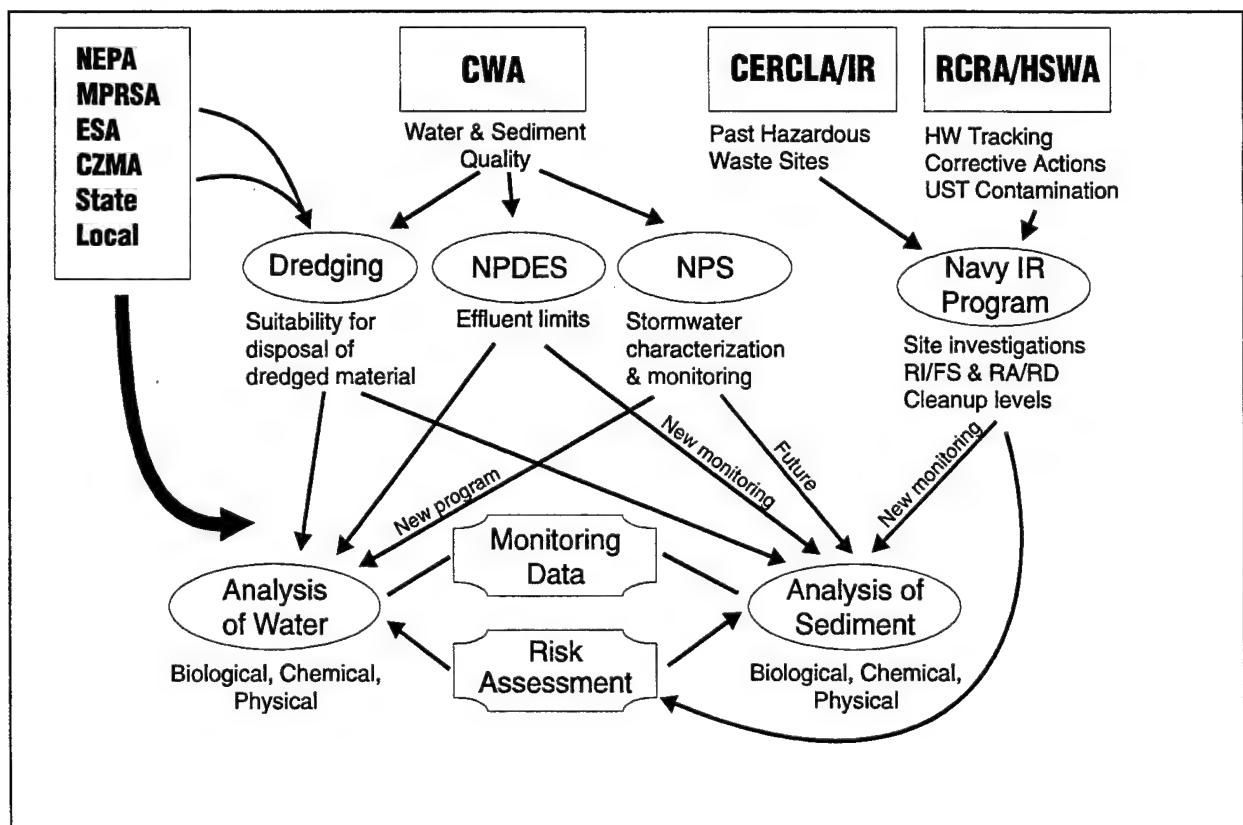 NEPA
MPRSA
ESA
CZMA
State
Local
CWA
Water & Sediment
Quality
CERCLA/IR
Past Hazardous
Waste Sites
RCRA/HSWA
HW Tracking
Corrective Actions
UST Contamination
Dredging
Suitability for
disposal of
dredged material
NPDES
Effluent limits
NPS
Stormwater
characterization
& monitoring
Navy IR
Program
Site investigations
RI/FS & RA/RD
Cleanup levels
New program
New monitoring
Future
New monitoring
Analysis
of Water
Biological, Chemical,
Physical
Monitoring
Data
Risk
Assessment
Analysis of
Sediment
Biological, Chemical,
Physical